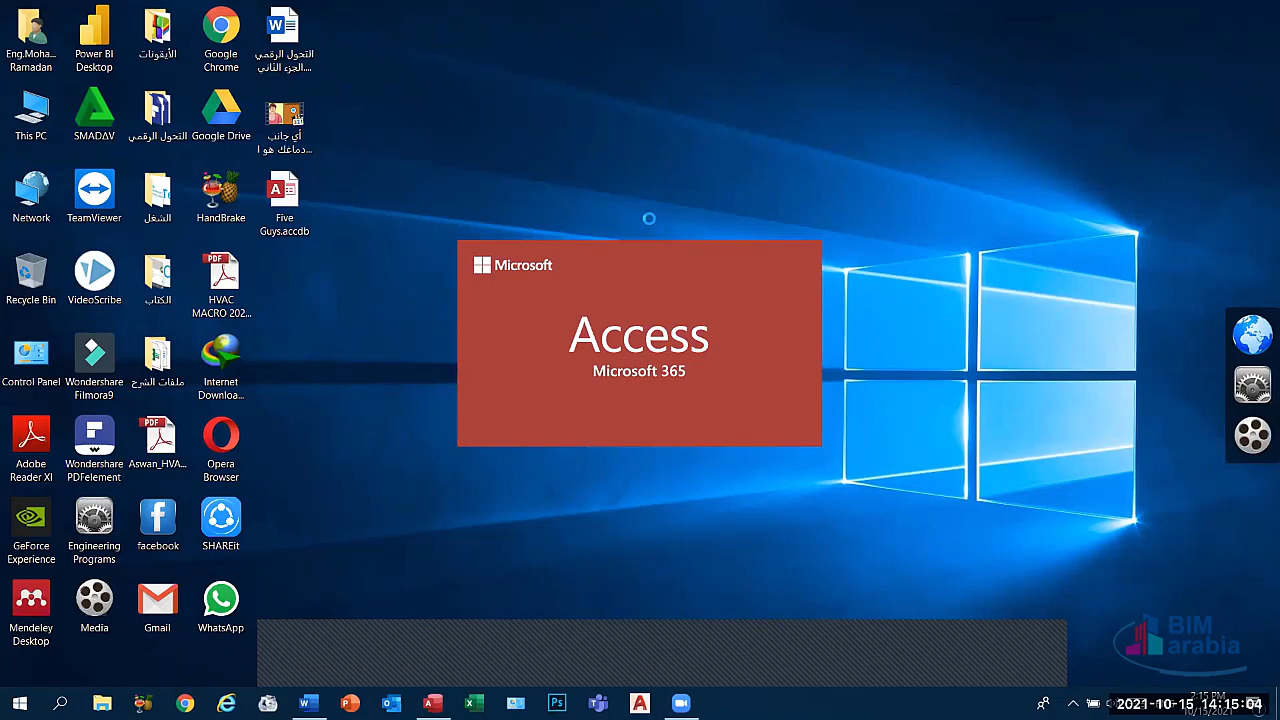 Eng.Moha...
Ramadan
Power BI
Desktop
الأيقونات
Google
Chrome
التحول الرقمي
...الجزء الثاني
This PC
SMADΔV
التحول الرقمي
Google Drive
أي جانب
...دماغك هو ا
Network
TeamViewer
الشغل
HandBrake
Five
Guys.accdb
Recycle Bin
VideoScribe
الكتاب
HVAC
MACRO 202...
Control Panel
Wondershare
Filmora9
ملفات الشرح
Internet
Downloa...
Adobe
Reader XI
Wondershare
PDFelement
Aswan_HVA...
Opera
Browser
GeForce
Experience
Engineering
Programs
facebook
SHAREit
Mendeley
Desktop
Media
Gmail
WhatsApp
Microsoft
Access
Microsoft 365
BIM
arabia
2021-10-15, 14:15:04